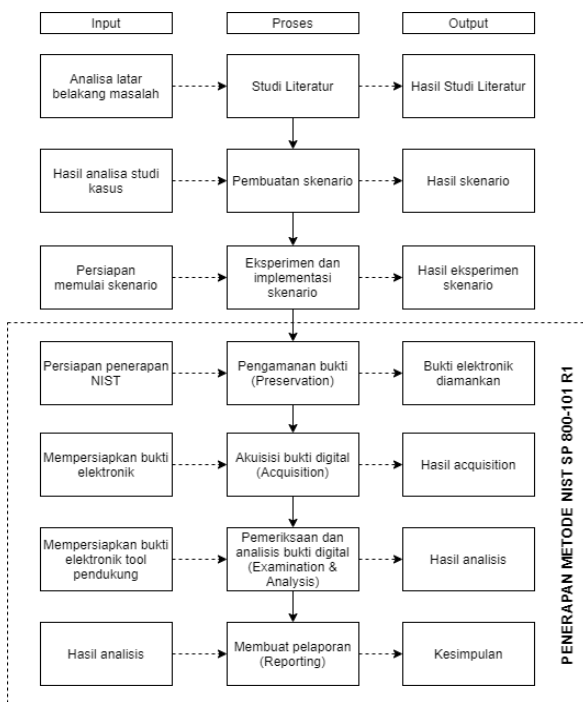 Input
Proses
Output
Analisa latar
belakang masalah
Studi Literatur
Hasil Studi Literatur
Hasil analisa studi
kasus
Pembuatan skenario
Hasil skenario
Persiapan
memulai skenario
Eksperimen dan
implementasi
skenario
Hasil eksperimen
skenario
Persiapan penerapan
NIST
Pengamanan bukti
(Preservation)
Bukti elektronik
diamankan
Mempersiapkan bukti
elektronik
Akuisisi bukti digital
(Acquisition)
Hasil acquisition
Mempersiapkan bukti
elektronik tool
pendukung
Pemeriksaan dan
analisis bukti digital
(Examination &
Analysis)
Hasil analisis
Hasil analisis
Membuat pelaporan
(Reporting)
Kesimpulan
PENERAPAN METODE NIST SP 800-101 R1